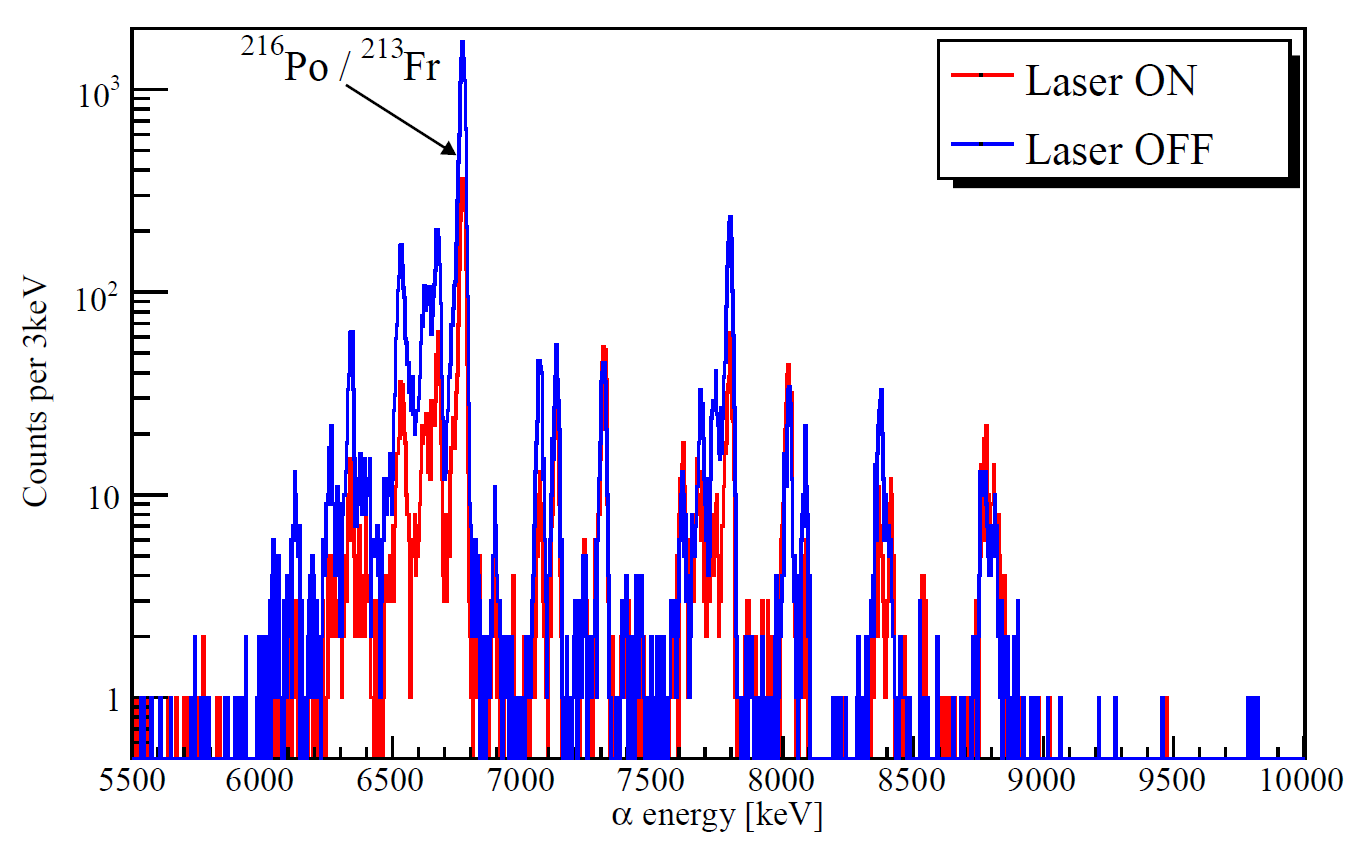 ²¹⁶Po / ²¹³Fr
Laser ON
Laser OFF
10³
10²
10
1
Counts per 3keV
5500 6000 6500 7000 7500 8000 8500 9000 9500 10000
α energy [keV]